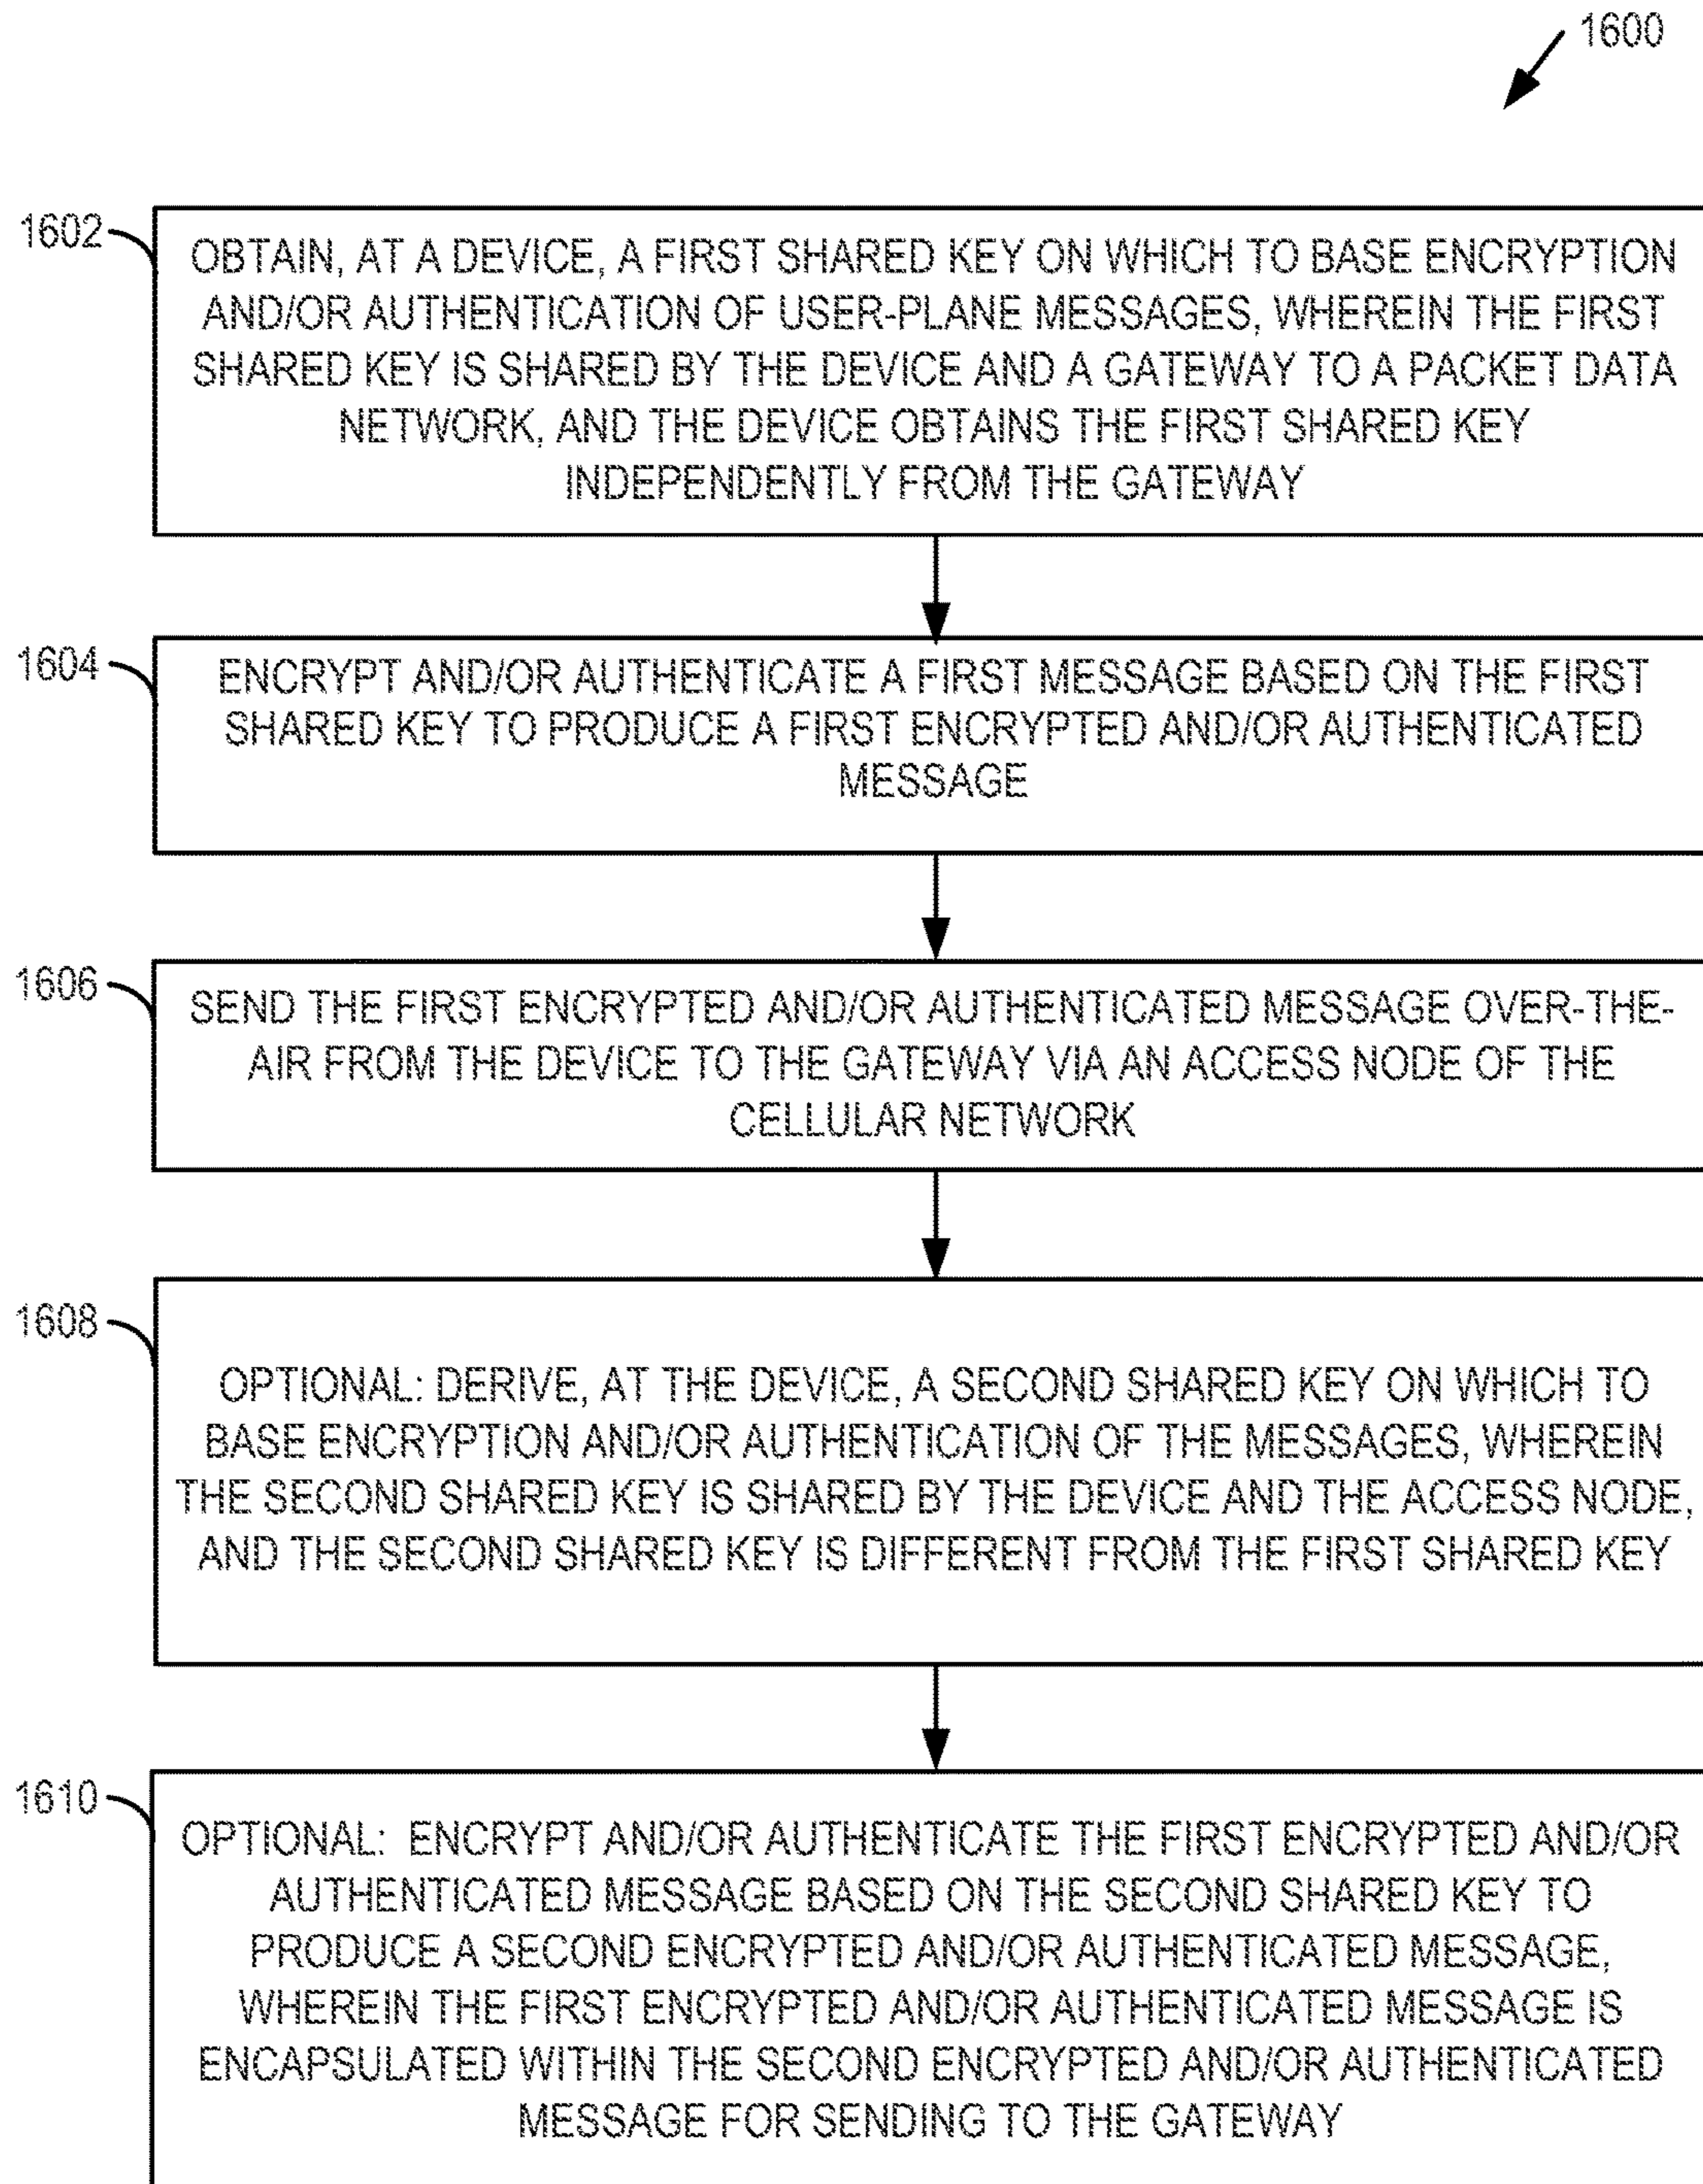 1600
1602
OBTAIN, AT A DEVICE, A FIRST SHARED KEY ON WHICH TO BASE ENCRYPTION
AND/OR AUTHENTICATION OF USER-PLANE MESSAGES, WHEREIN THE FIRST
SHARED KEY IS SHARED BY THE DEVICE AND A GATEWAY TO A PACKET DATA
NETWORK, AND THE DEVICE OBTAINS THE FIRST SHARED KEY
INDEPENDENTLY FROM THE GATEWAY
1604
ENCRYPT AND/OR AUTHENTICATE A FIRST MESSAGE BASED ON THE FIRST
SHARED KEY TO PRODUCE A FIRST ENCRYPTED AND/OR AUTHENTICATED
MESSAGE
1606
SEND THE FIRST ENCRYPTED AND/OR AUTHENTICATED MESSAGE OVER-THE-
AIR FROM THE DEVICE TO THE GATEWAY VIA AN ACCESS NODE OF THE
CELLULAR NETWORK
1608
OPTIONAL: DERIVE, AT THE DEVICE, A SECOND SHARED KEY ON WHICH TO
BASE ENCRYPTION AND/OR AUTHENTICATION OF THE MESSAGES, WHEREIN
THE SECOND SHARED KEY IS SHARED BY THE DEVICE AND THE ACCESS NODE,
AND THE SECOND SHARED KEY IS DIFFERENT FROM THE FIRST SHARED KEY
1610
OPTIONAL: ENCRYPT AND/OR AUTHENTICATE THE FIRST ENCRYPTED AND/OR
AUTHENTICATED MESSAGE BASED ON THE SECOND SHARED KEY TO
PRODUCE A SECOND ENCRYPTED AND/OR AUTHENTICATED MESSAGE,
WHEREIN THE FIRST ENCRYPTED AND/OR AUTHENTICATED MESSAGE IS
ENCAPSULATED WITHIN THE SECOND ENCRYPTED AND/OR AUTHENTICATED
MESSAGE FOR SENDING TO THE GATEWAY